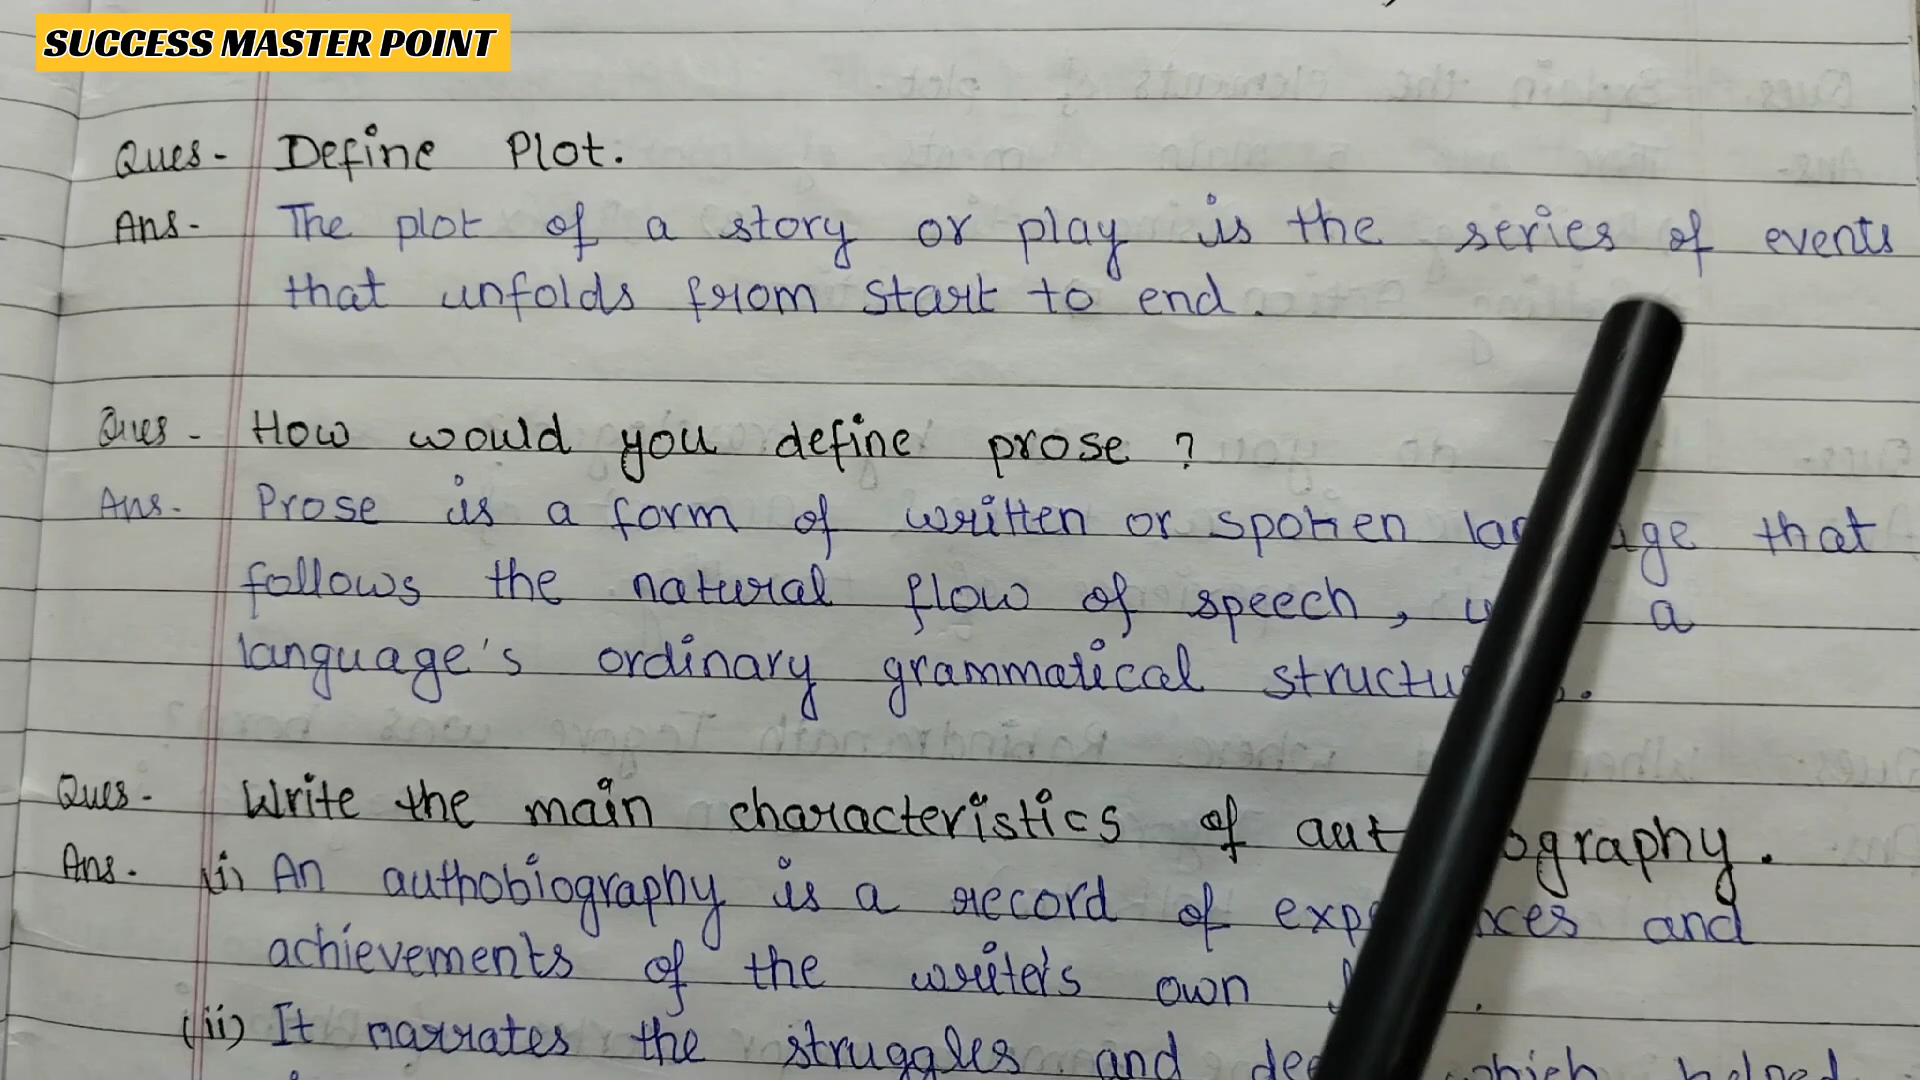 SUCCESS MASTER POINT
Ques- Define Plot.
Ans- The plot of a story or play is the series of events
that unfolds from start to end.
Ques- How would you define prose ?
Ans- Prose is a form of written or spoken that
follows the natural flow of speech, a
language's ordinary grammatical
Ques- Write the main characteristics of
Ans- (i) An authobiography is a record of and
achievements of the writer's own
(ii) It narrates the struggles and which helped